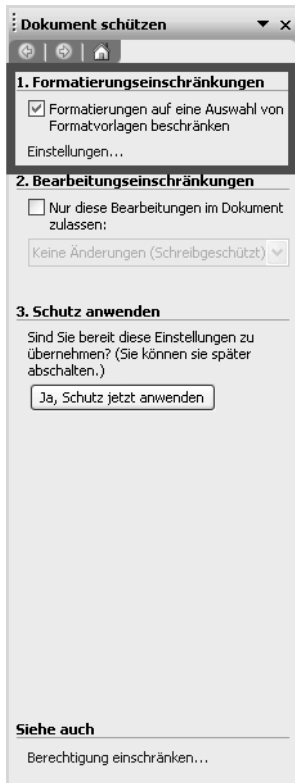 Dokument schützen
1. Formatierungseinschränkungen
Formatierungen auf eine Auswahl von
Formatvorlagen beschränken
Einstellungen...
2. Bearbeitungseinschränkungen
Nur diese Bearbeitungen im Dokument
zulassen:
Keine Änderungen (Schreibgeschützt)
3. Schutz anwenden
Sind Sie bereit diese Einstellungen zu
übernehmen? (Sie können sie später
abschalten.)
Ja, Schutz jetzt anwenden
Siehe auch
Berechtigung einschränken...